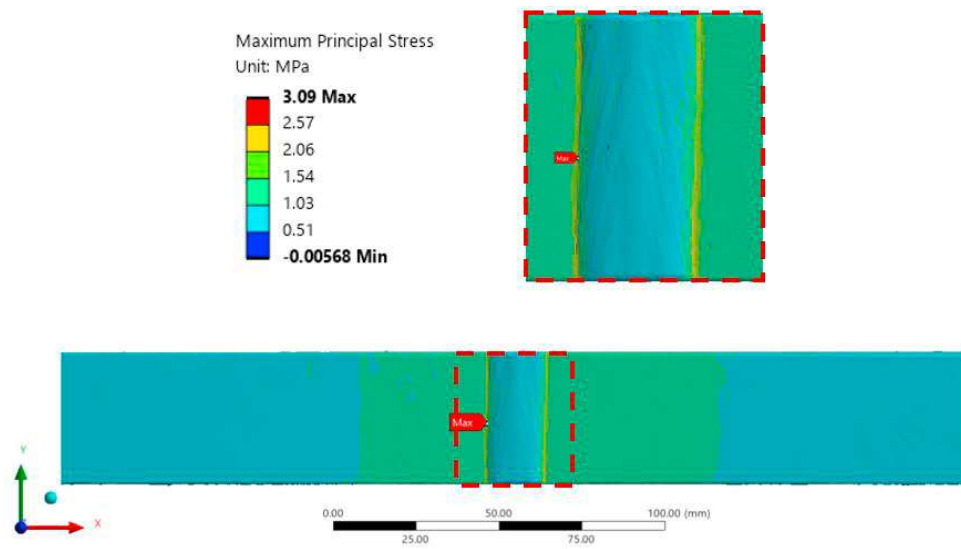 Maximum Principal Stress
Unit: MPa
3.09 Max
2.57
2.06
1.54
1.03
0.51
-0.00568 Min
Max
Max
Y
X
0.00 50.00 100.00 (mm)
25.00 75.00